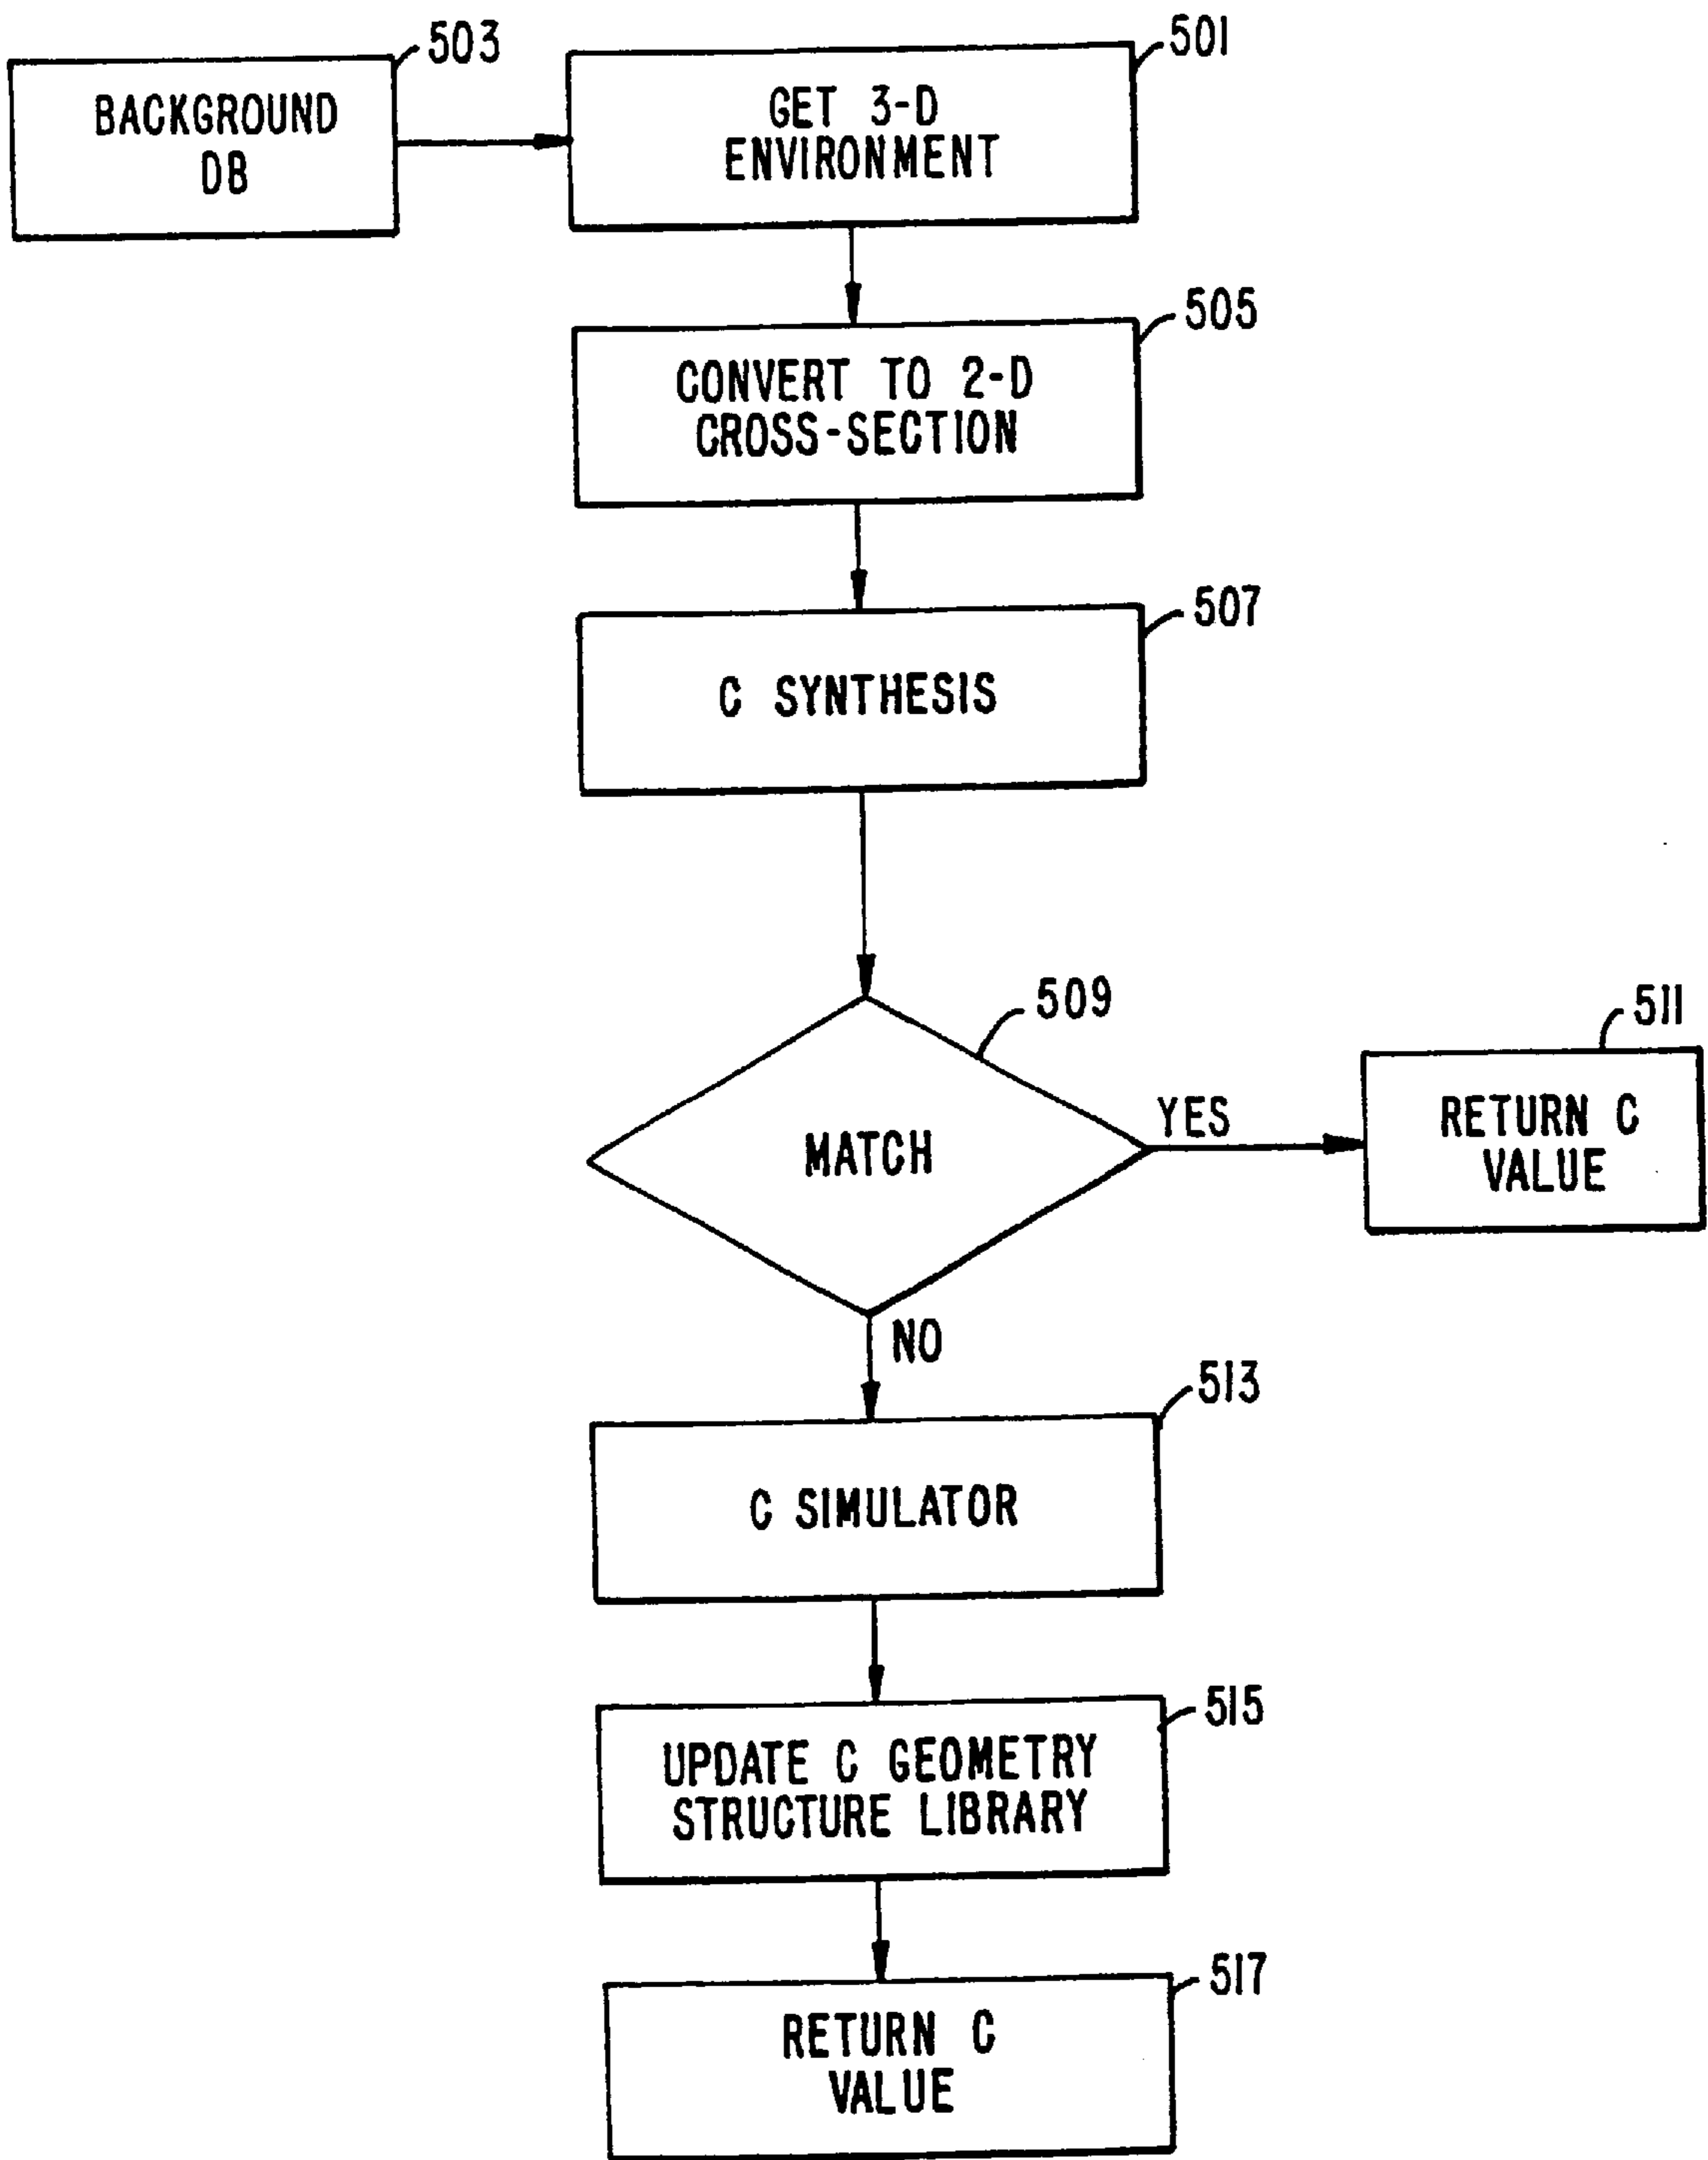 503
BACKGROUND
DB
501
GET 3-D
ENVIRONMENT
505
CONVERT TO 2-D
CROSS-SECTION
507
C SYNTHESIS
509
MATCH
YES
511
RETURN C
VALUE
NO
513
C SIMULATOR
515
UPDATE C GEOMETRY
STRUCTURE LIBRARY
517
RETURN C
VALUE